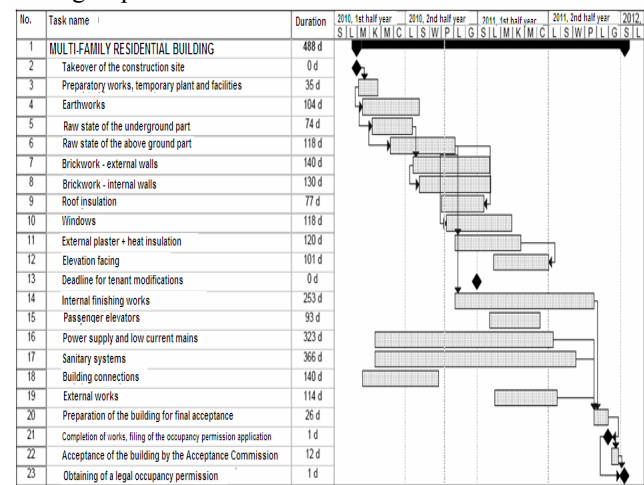 No. Task name Duration 2010, 1st half year 2010, 2nd half year 2011, 1st half year 2011, 2nd half year 2012,
S L M K M C L S W P L G S L M K M C L S W P L G S L
1 MULTI-FAMILY RESIDENTIAL BUILDING 488 d
2 Takeover of the construction site 0 d
3 Preparatory works, temporary plant and facilities 35 d
4 Earthworks 104 d
5 Raw state of the underground part 74 d
6 Raw state of the above ground part 118 d
7 Brickwork - external walls 140 d
8 Brickwork - internal walls 130 d
9 Roof insulation 77 d
10 Windows 118 d
11 External plaster + heat insulation 120 d
12 Elevation facing 101 d
13 Deadline for tenant modifications 0 d
14 Internal finishing works 253 d
15 Passenger elevators 93 d
16 Power supply and low current mains 323 d
17 Sanitary systems 366 d
18 Building connections 140 d
19 External works 114 d
20 Preparation of the building for final acceptance 26 d
21 Completion of works, filing of the occupancy permission application 1 d
22 Acceptance of the building by the Acceptance Commission 12 d
23 Obtaining of a legal occupancy permission 1 d